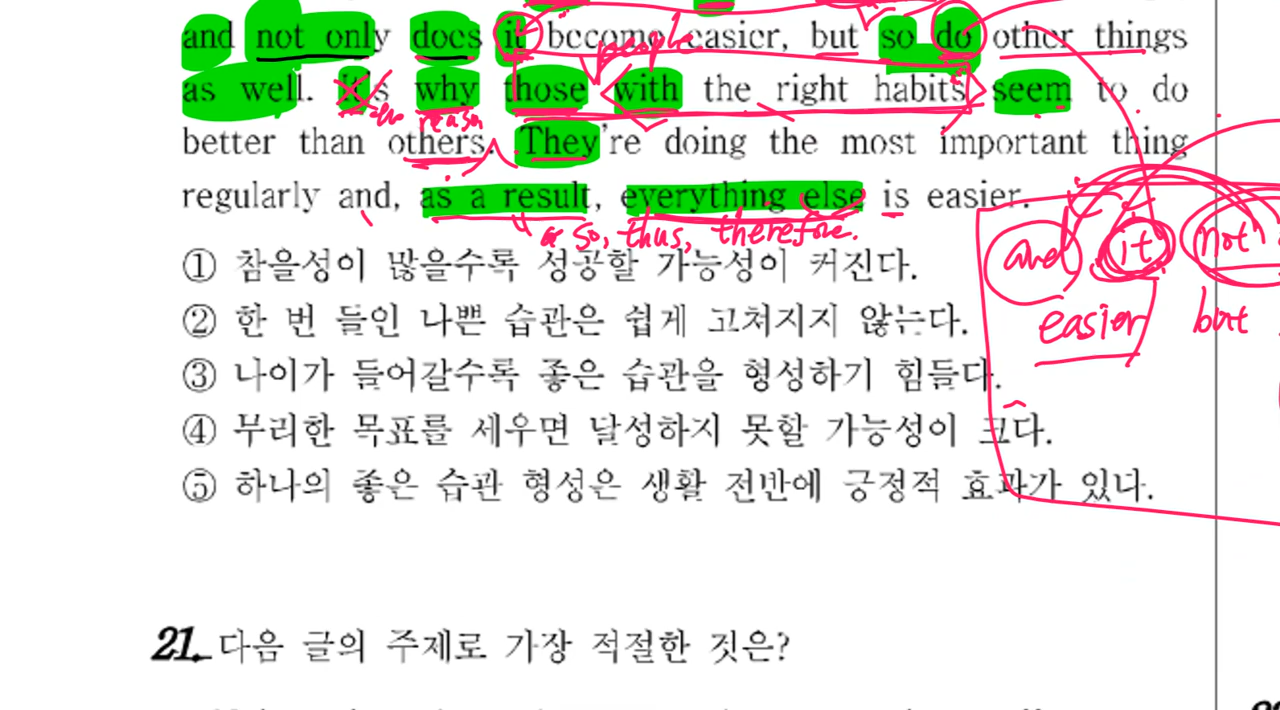 and not only does it become easier, but so do other things
people
as well. It's why those with the right habits seem to do
the reason
better than others. They're doing the most important thing
regularly and, as a result, everything else is easier.
so, thus, therefore.
and it not
easier but
① 참을성이 많을수록 성공할 가능성이 커진다.
② 한 번 들인 나쁜 습관은 쉽게 고쳐지지 않는다.
③ 나이가 들어갈수록 좋은 습관을 형성하기 힘들다.
④ 무리한 목표를 세우면 달성하지 못할 가능성이 크다.
⑤ 하나의 좋은 습관 형성은 생활 전반에 긍정적 효과가 있다.
21. 다음 글의 주제로 가장 적절한 것은?